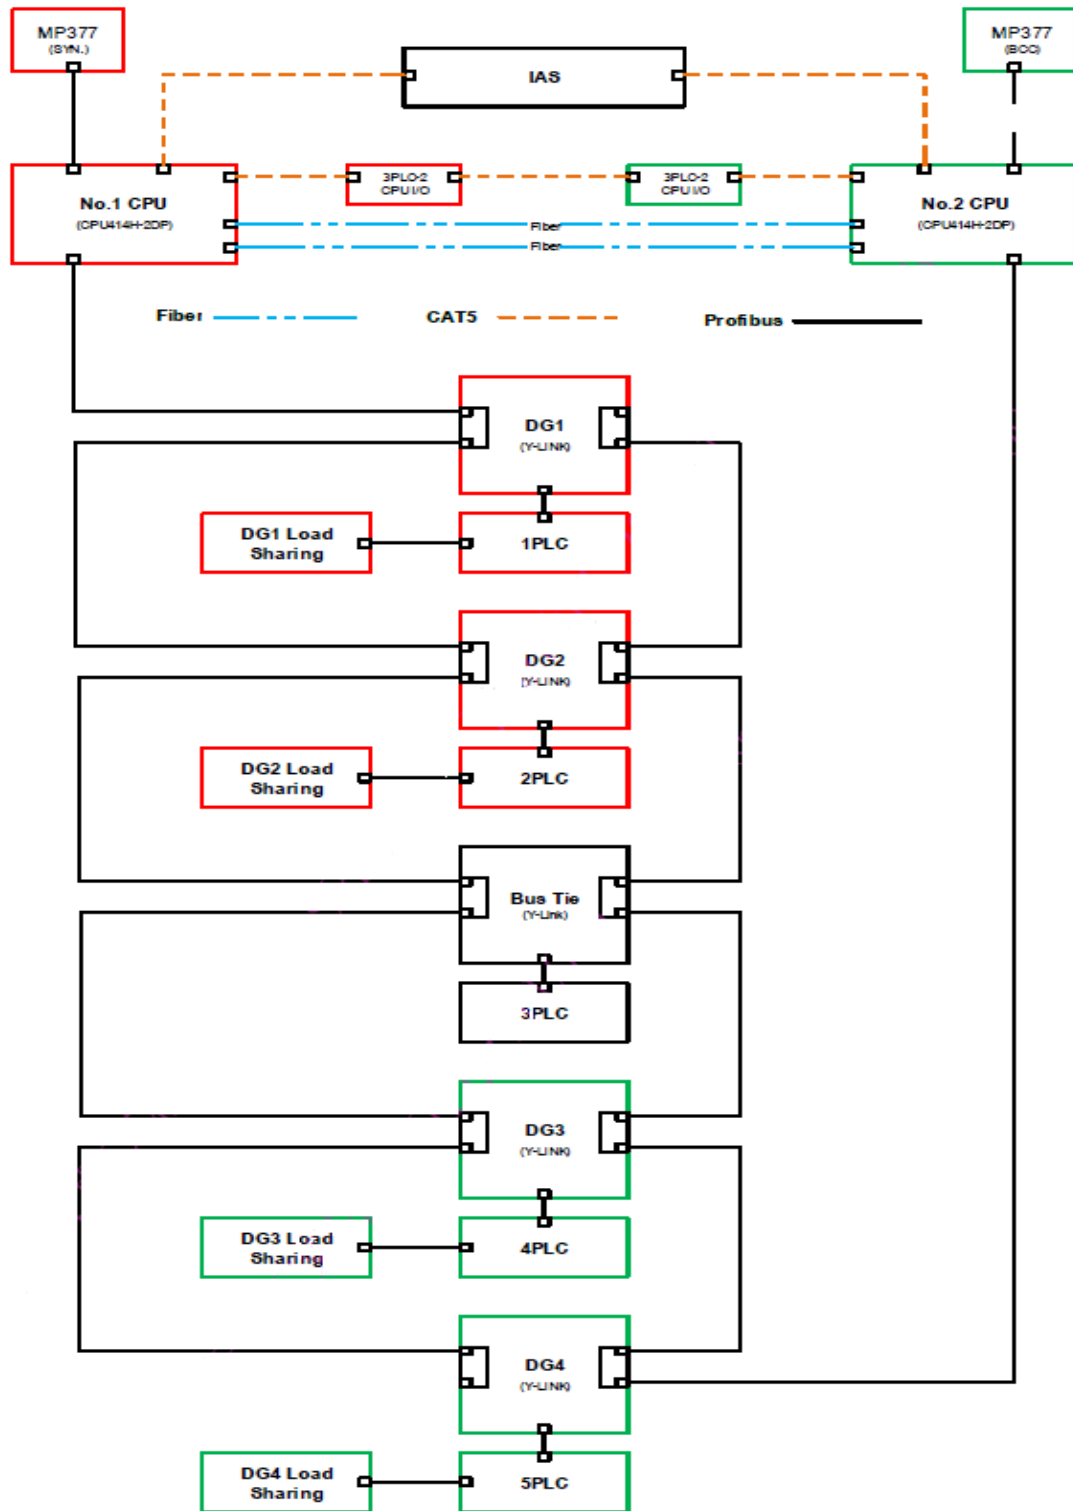 MP377
(SYN.)
MP377
(BCC)
IAS
3PLC-2
CPU I/O
3PLC-2
CPU I/O
No.1 CPU
(CPU414H-2DP)
No.2 CPU
(CPU414H-2DP)
Fiber
Fiber
Fiber
CAT5
Profibus
DG1
(Y-LINK)
DG1 Load
Sharing
1PLC
DG2
(Y-LINK)
DG2 Load
Sharing
2PLC
Bus Tie
(Y-Link)
3PLC
DG3
(Y-LINK)
DG3 Load
Sharing
4PLC
DG4
(Y-LINK)
DG4 Load
Sharing
5PLC